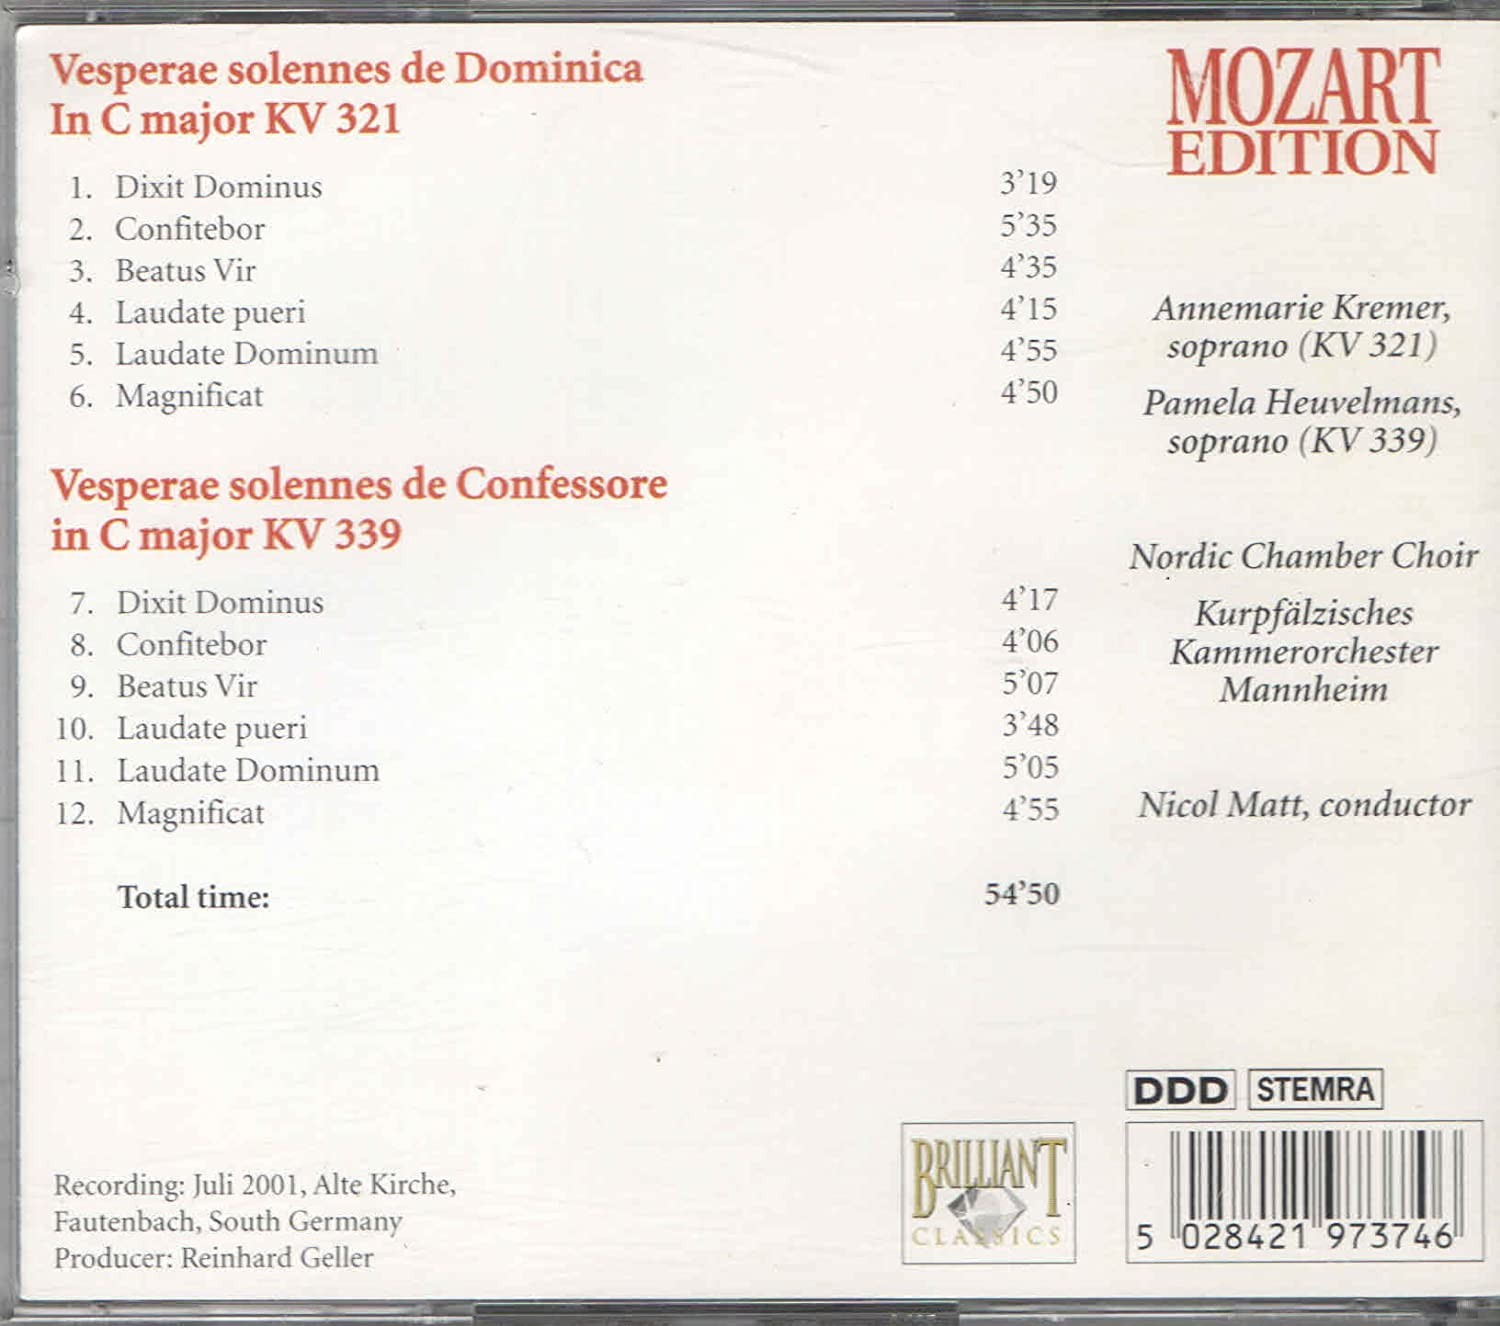 Vesperae solennes de Dominica
In C major KV 321
1. Dixit Dominus 3’19
2. Confitebor 5’35
3. Beatus Vir 4’35
4. Laudate pueri 4’15
5. Laudate Dominum 4’55
6. Magnificat 4’50
Vesperae solennes de Confessore
in C major KV 339
7. Dixit Dominus 4’17
8. Confitebor 4’06
9. Beatus Vir 5’07
10. Laudate pueri 3’48
11. Laudate Dominum 5’05
12. Magnificat 4’55
Total time: 54’50
Recording: Juli 2001, Alte Kirche,
Fautenbach, South Germany
Producer: Reinhard Geller
MOZART
EDITION
Annemarie Kremer,
soprano (KV 321)
Pamela Heuvelmans,
soprano (KV 339)
Nordic Chamber Choir
Kurpfälzisches
Kammerorchester
Mannheim
Nicol Matt, conductor
DDD STEMRA
BRILLIANT
CLASSICS
5 028421 973746